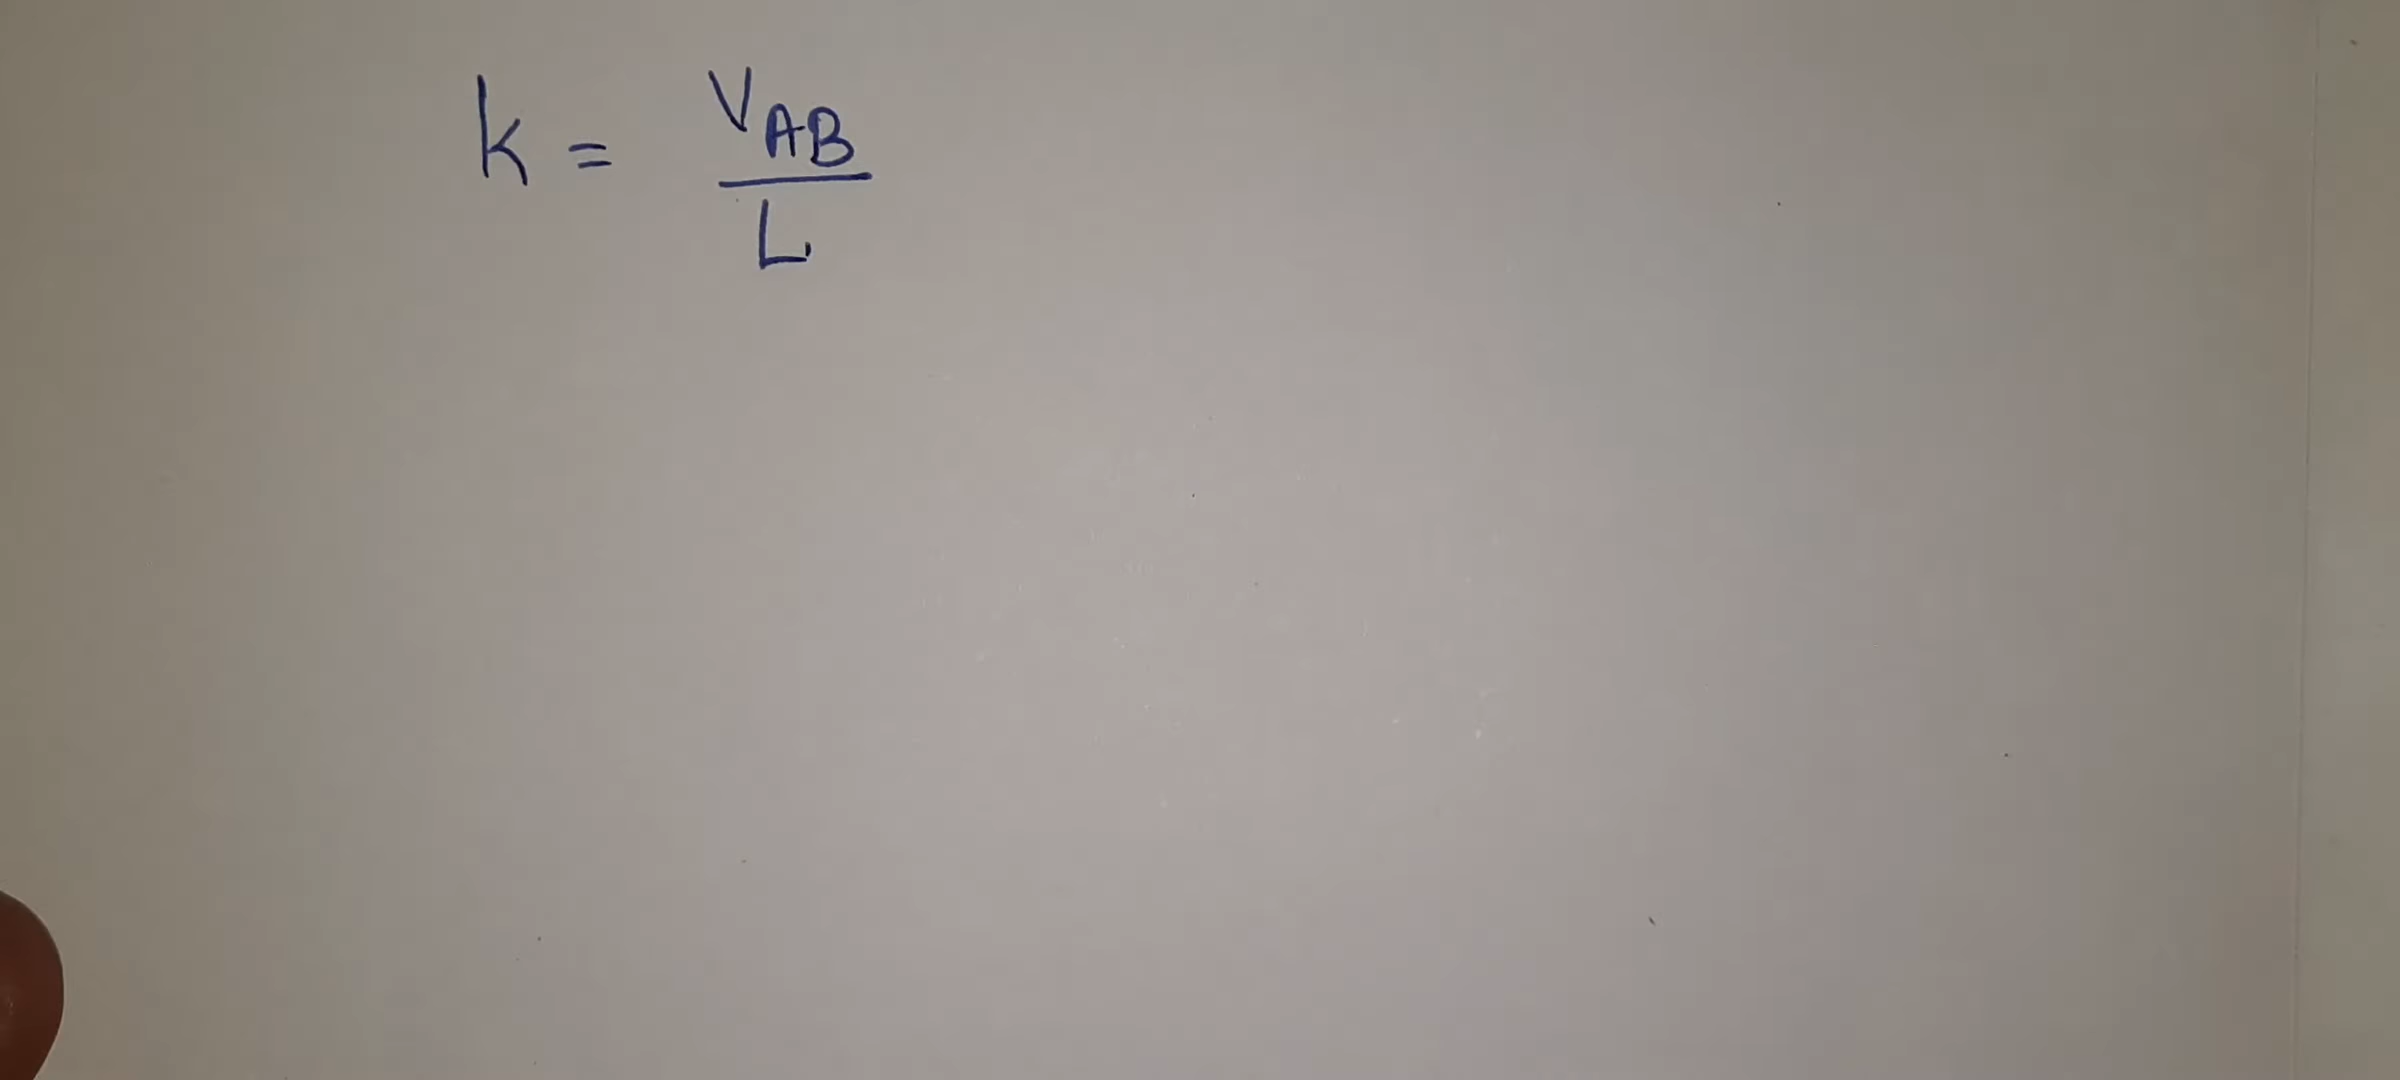 k = V_AB / L